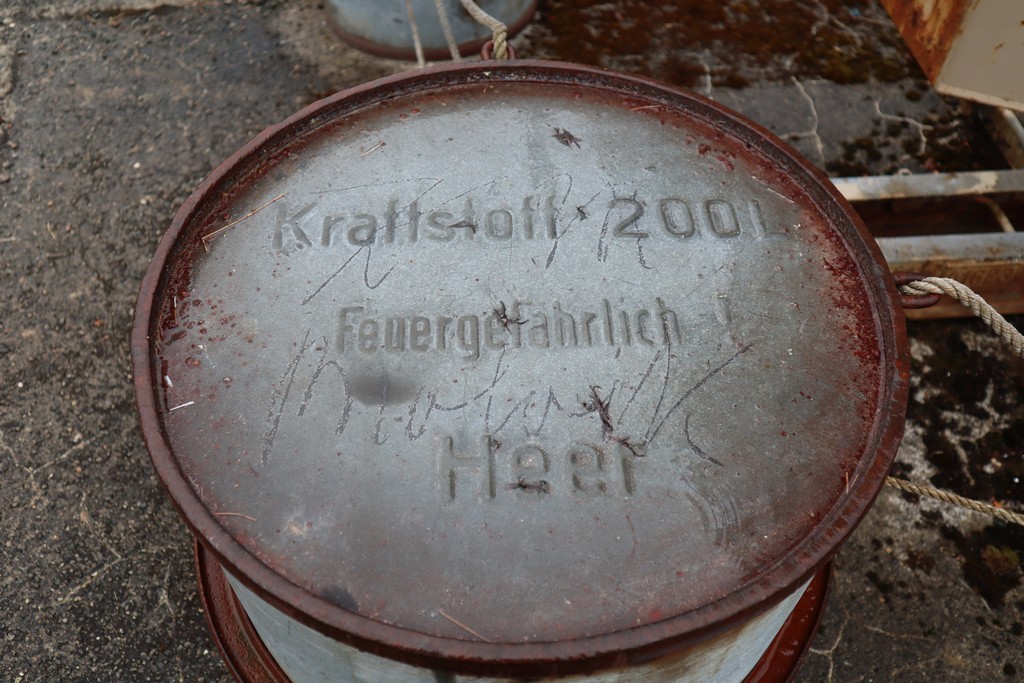 Kraftstoff 200L
Feuergefährlich
Heer